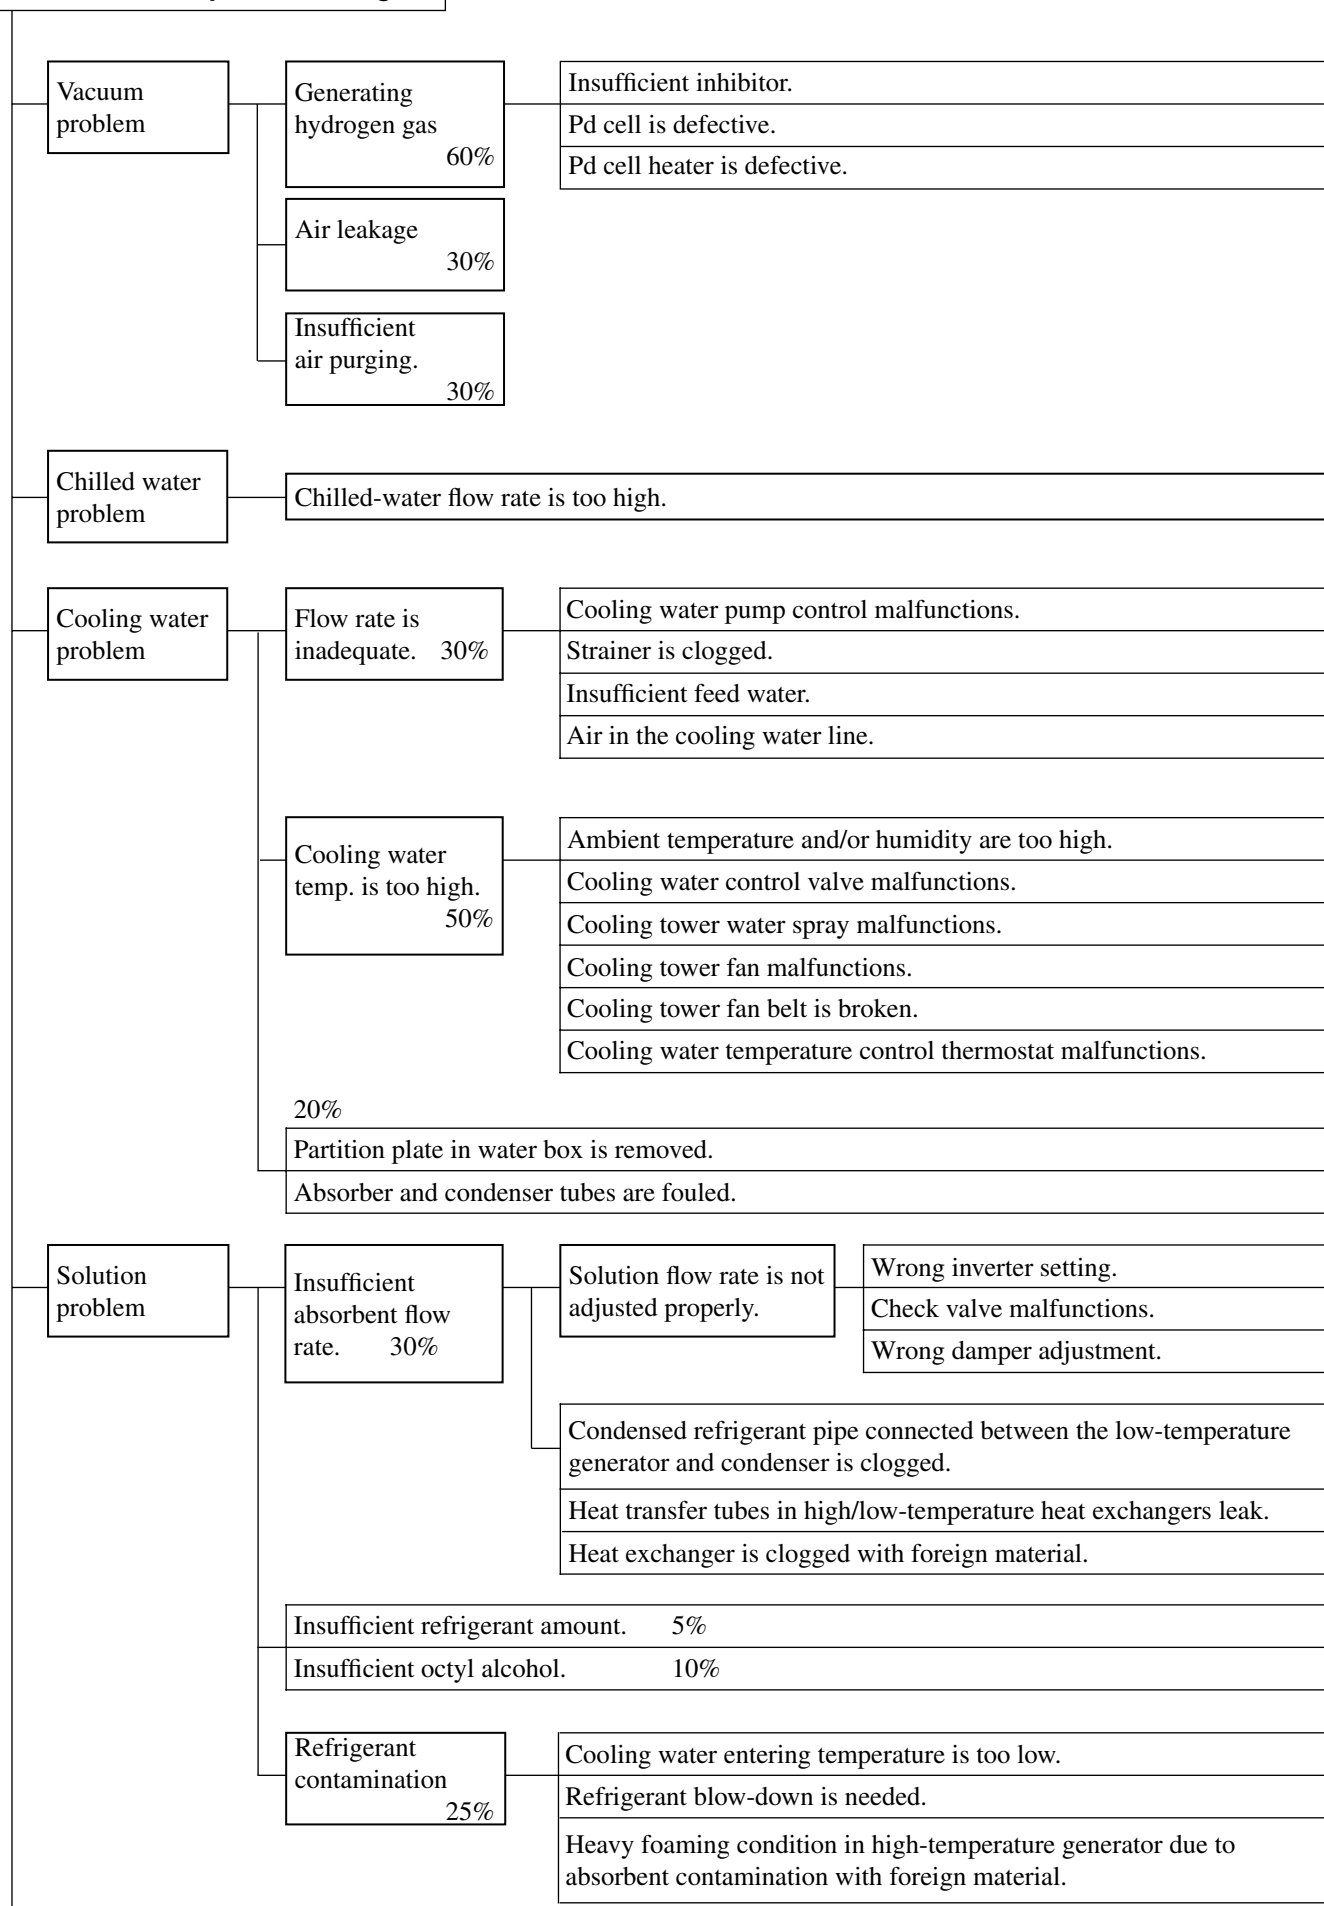 Vacuum
problem
Generating
hydrogen gas
60%
Insufficient inhibitor.
Pd cell is defective.
Pd cell heater is defective.
Air leakage
30%
Insufficient
air purging.
30%
Chilled water
problem
Chilled-water flow rate is too high.
Cooling water
problem
Flow rate is
inadequate. 30%
Cooling water pump control malfunctions.
Strainer is clogged.
Insufficient feed water.
Air in the cooling water line.
Cooling water
temp. is too high.
50%
Ambient temperature and/or humidity are too high.
Cooling water control valve malfunctions.
Cooling tower water spray malfunctions.
Cooling tower fan malfunctions.
Cooling tower fan belt is broken.
Cooling water temperature control thermostat malfunctions.
20%
Partition plate in water box is removed.
Absorber and condenser tubes are fouled.
Solution
problem
Insufficient
absorbent flow
rate. 30%
Solution flow rate is not
adjusted properly.
Wrong inverter setting.
Check valve malfunctions.
Wrong damper adjustment.
Condensed refrigerant pipe connected between the low-temperature
generator and condenser is clogged.
Heat transfer tubes in high/low-temperature heat exchangers leak.
Heat exchanger is clogged with foreign material.
Insufficient refrigerant amount. 5%
Insufficient octyl alcohol. 10%
Refrigerant
contamination
25%
Cooling water entering temperature is too low.
Refrigerant blow-down is needed.
Heavy foaming condition in high-temperature generator due to
absorbent contamination with foreign material.